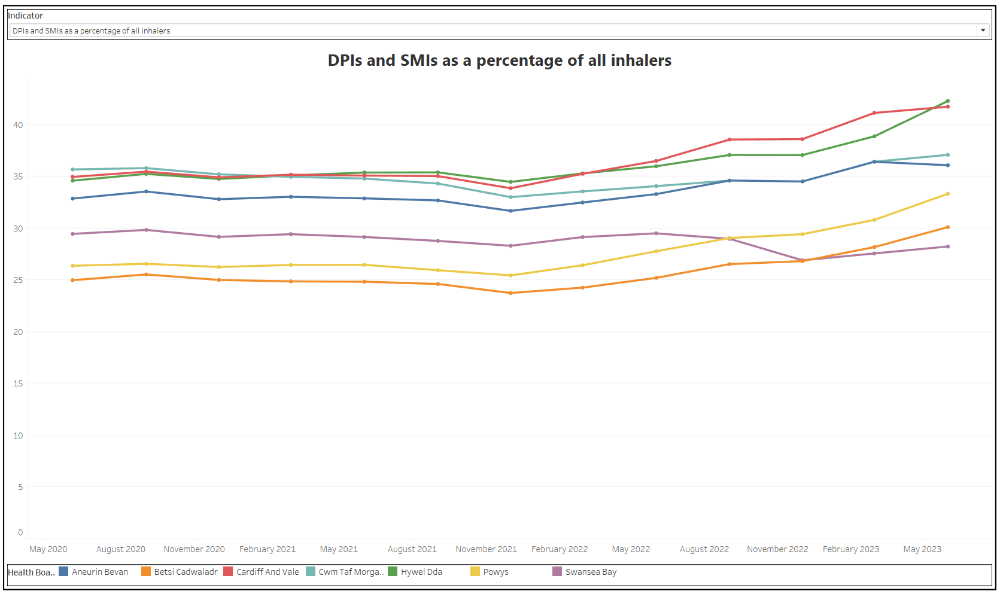 Indicator
DPIs and SMIs as a percentage of all inhalers
DPIs and SMIs as a percentage of all inhalers
40
35
30
25
20
15
10
5
0
May 2020 August 2020 November 2020 February 2021 May 2021 August 2021 November 2021 February 2022 May 2022 August 2022 November 2022 February 2023 May 2023
Health Boa.. Aneurin Bevan Betsi Cadwaladr Cardiff And Vale Cwm Taf Morga.. Hywel Dda Powys Swansea Bay